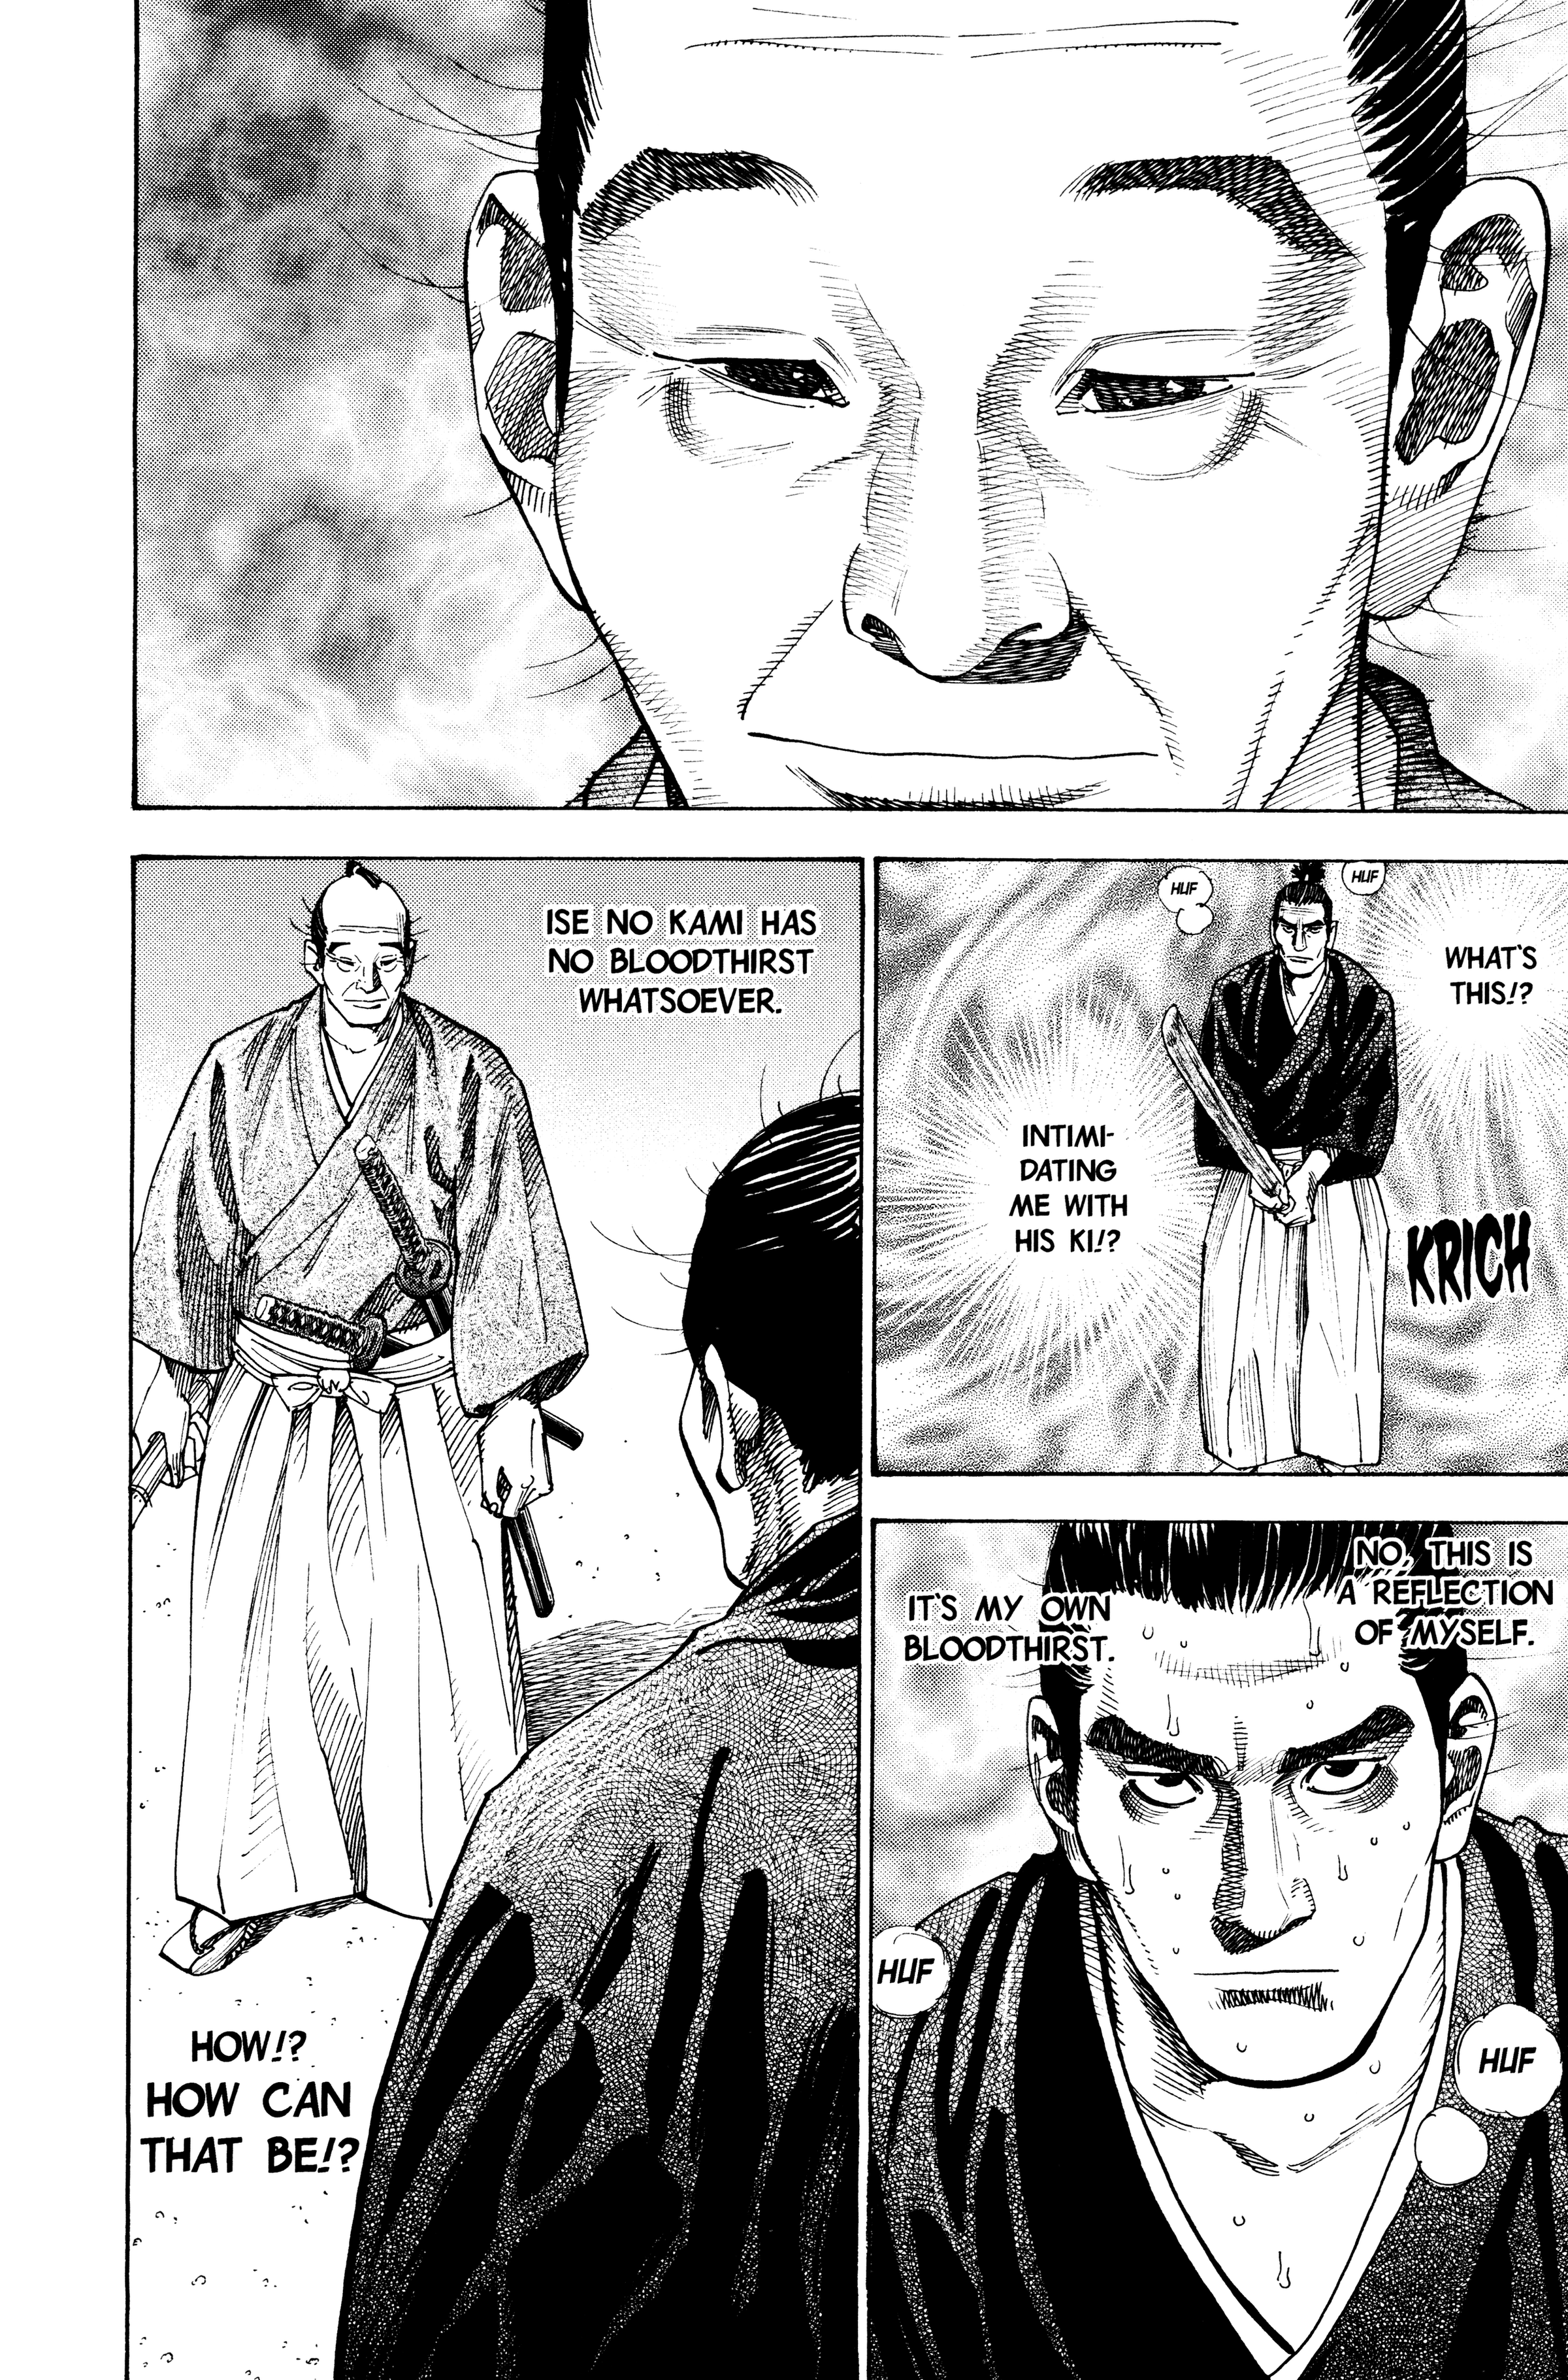 HUF
WHAT'S
THIS!?
HUF
INTIMI-
DATING
ME WITH
HIS KI!?
KRICH
NO, THIS IS
A REFLECTION
OF MYSELF.
IT'S MY OWN
BLOODTHIRST.
HUF
HUF
ISE NO KAMI HAS
NO BLOODTHIRST
WHATSOEVER.
HOW!?
HOW CAN
THAT BE!?